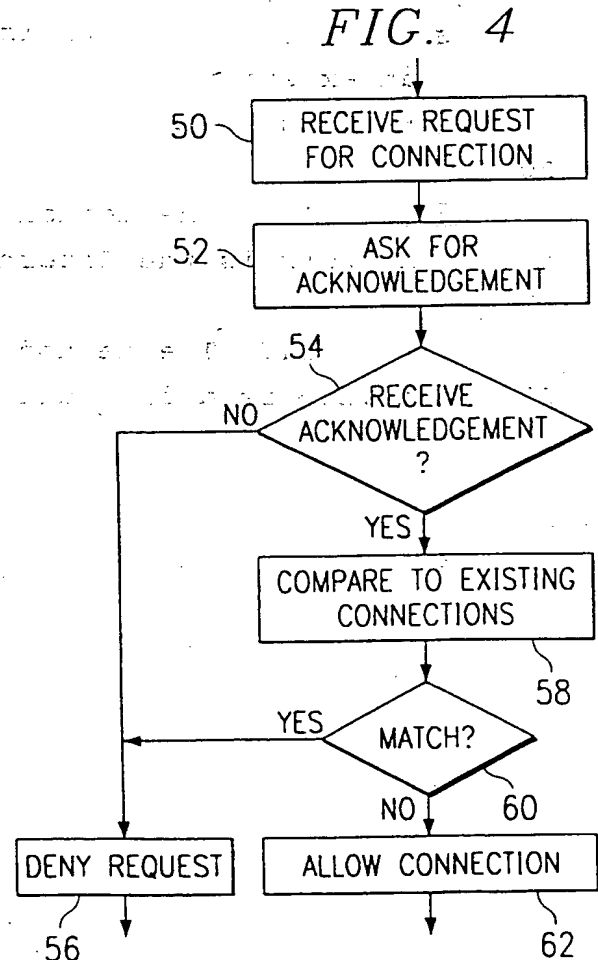 FIG. 4
50
RECEIVE REQUEST
FOR CONNECTION
52
ASK FOR
ACKNOWLEDGEMENT
54
RECEIVE
ACKNOWLEDGEMENT
?
NO
YES
COMPARE TO EXISTING
CONNECTIONS
58
YES
MATCH?
NO
60
DENY REQUEST
ALLOW CONNECTION
56
62